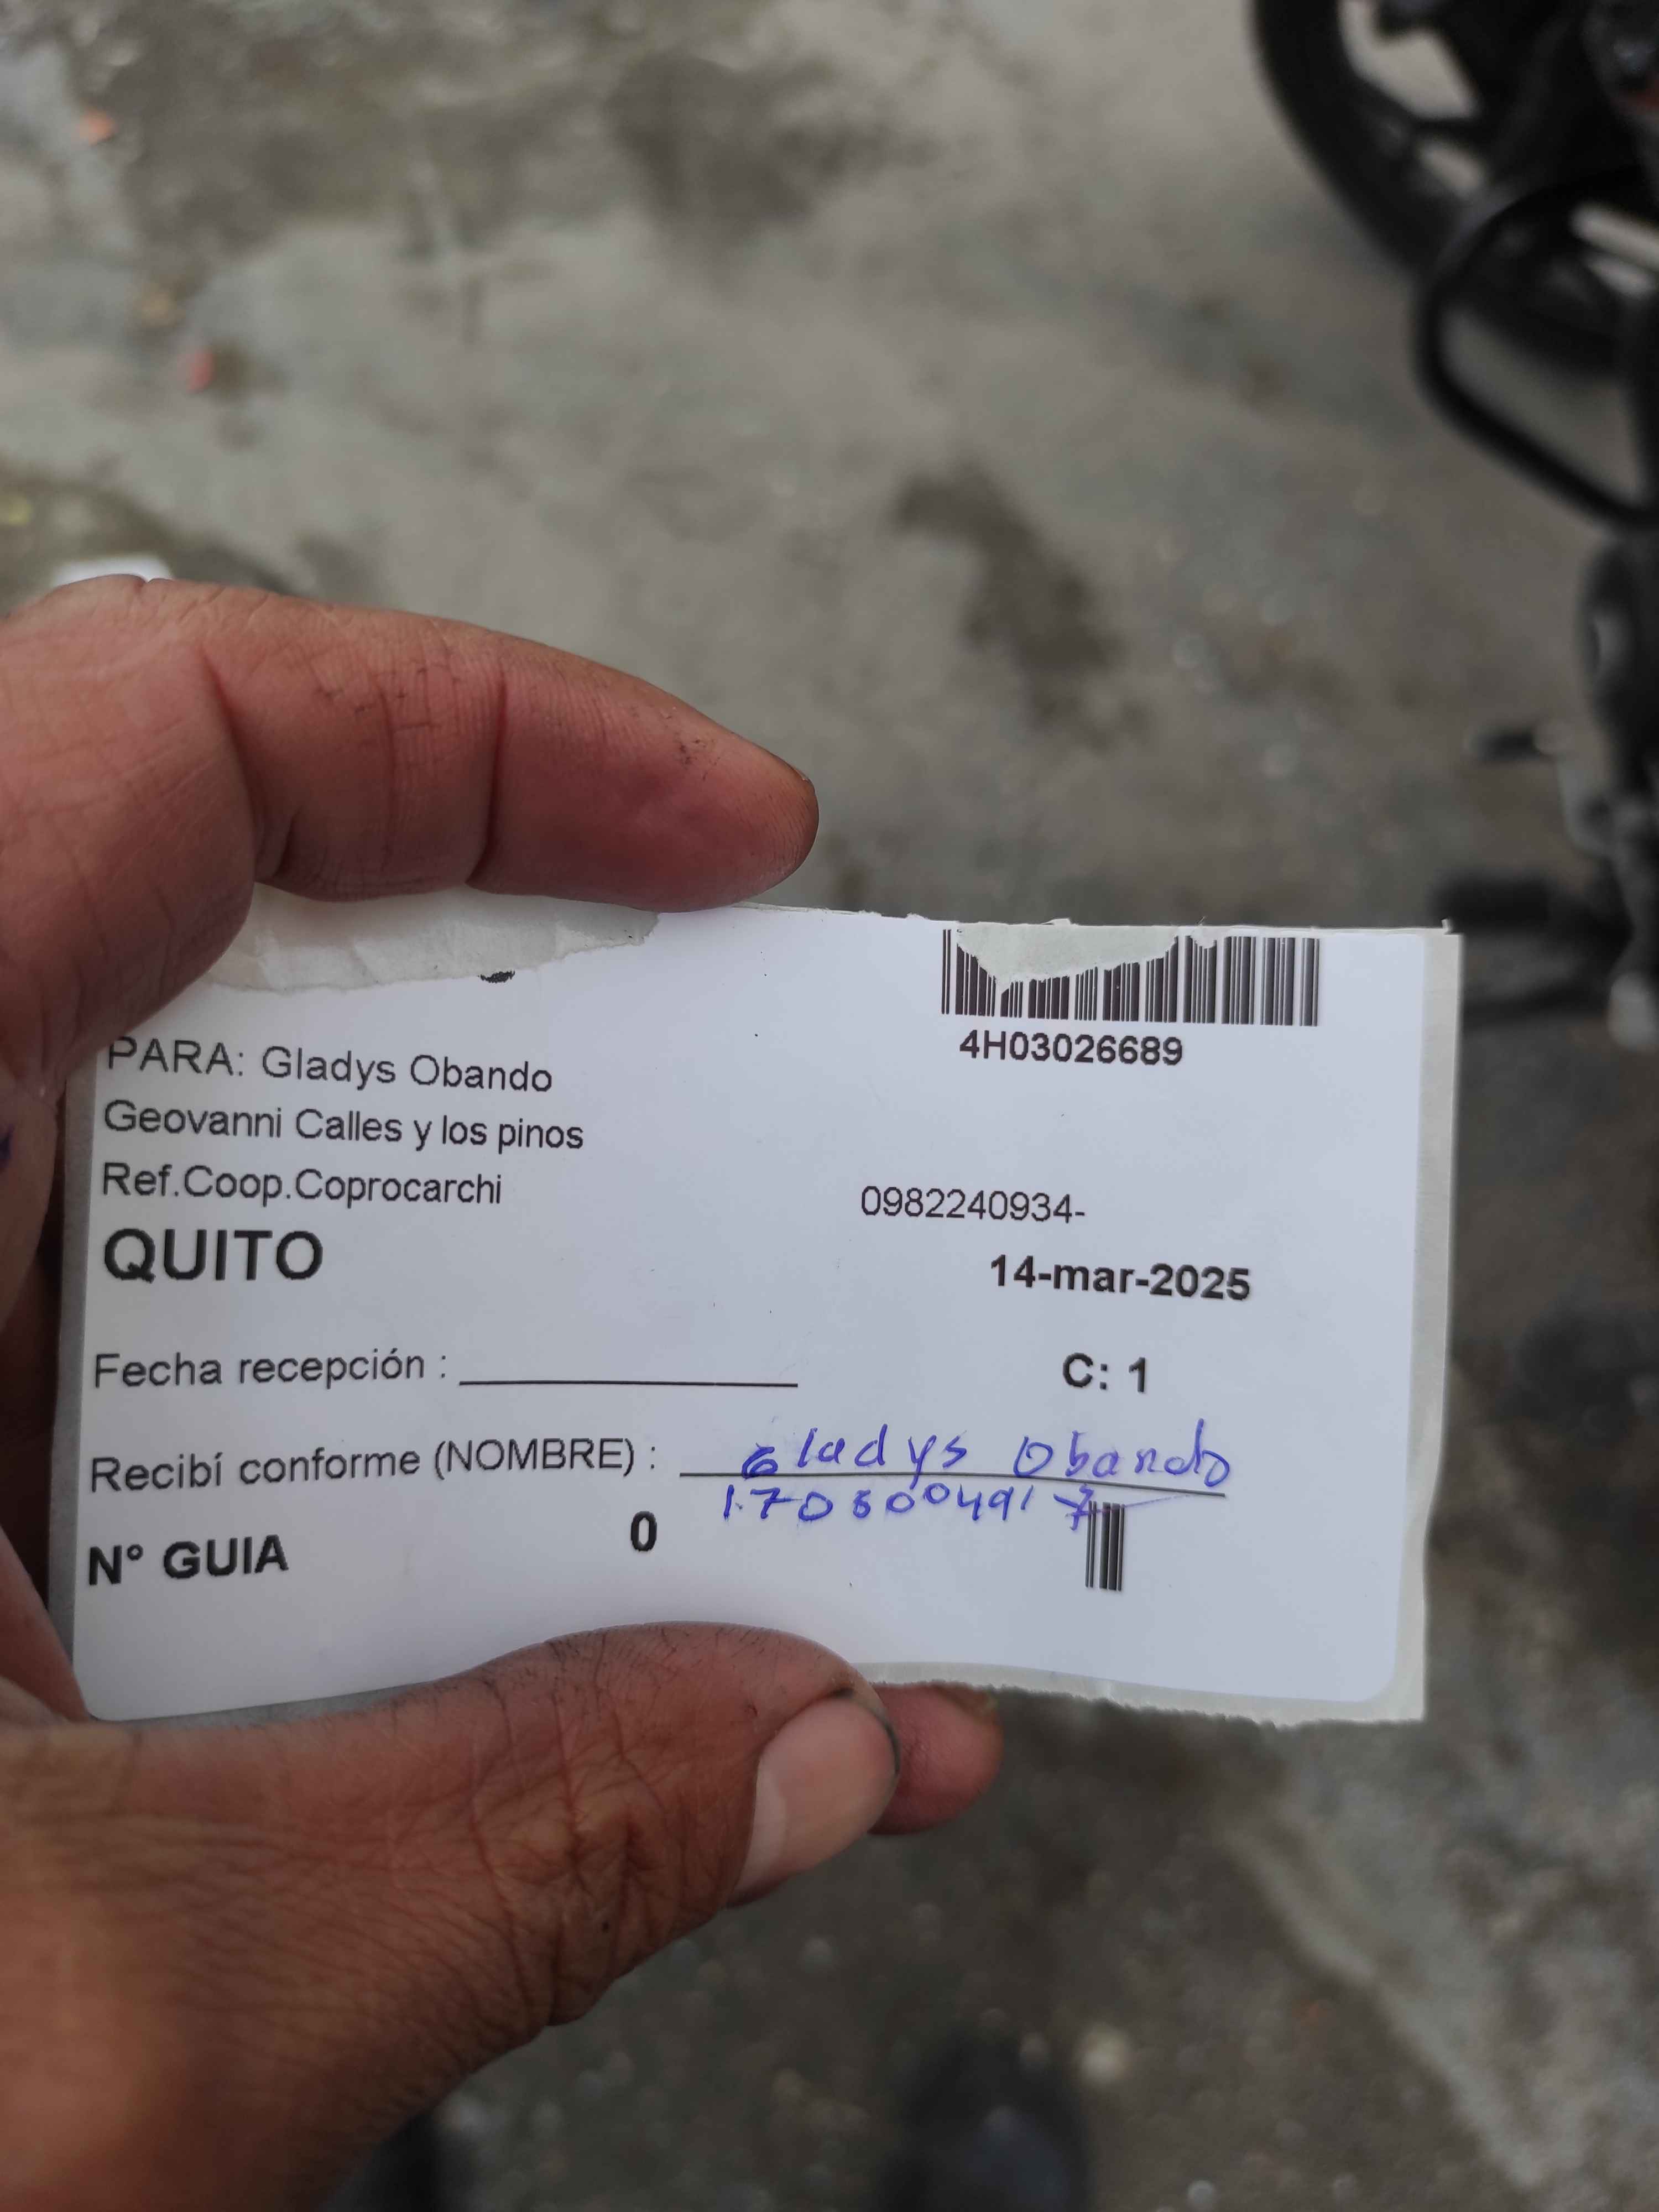 4H03026689
PARA: Gladys Obando
Geovanni Calles y los pinos
Ref.Coop.Coprocarchi
0982240934-
QUITO
14-mar-2025
Fecha recepción :
C: 1
Recibí conforme (NOMBRE) : Gladys Obando
1705004917
N° GUIA 0